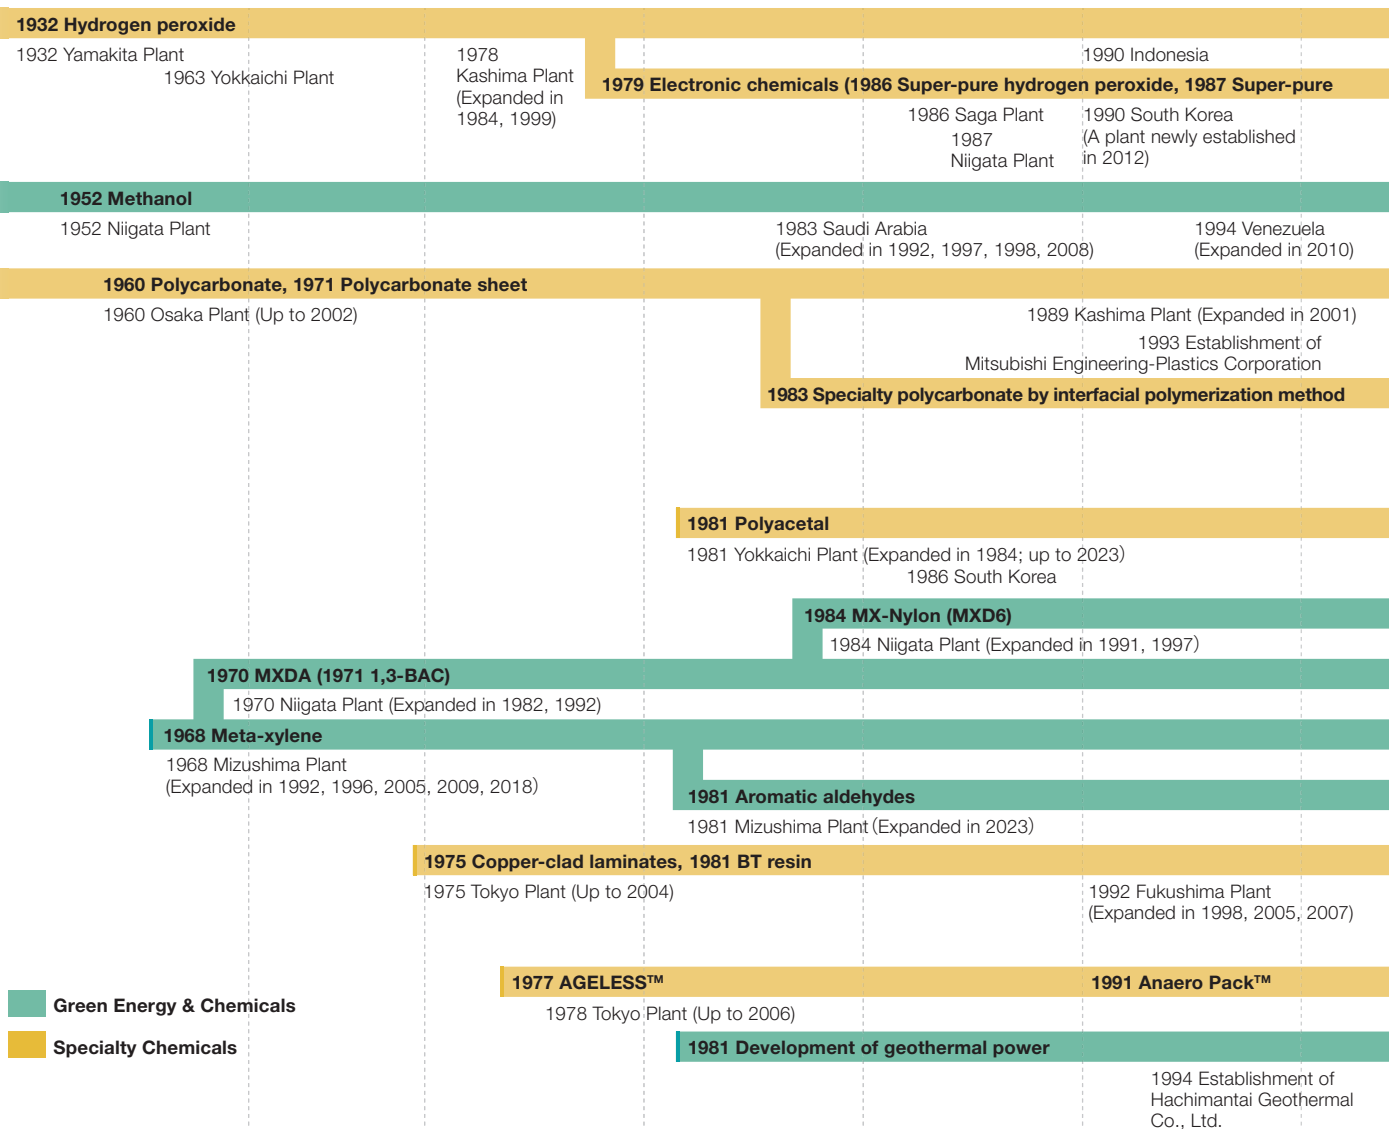 1932 Hydrogen peroxide
1932 Yamakita Plant
1963 Yokkaichi Plant
1978
Kashima Plant
(Expanded in
1984, 1999)
1990 Indonesia
1979 Electronic chemicals (1986 Super-pure hydrogen peroxide, 1987 Super-pure
1986 Saga Plant
1987
Niigata Plant
1990 South Korea
(A plant newly established
in 2012)
1952 Methanol
1952 Niigata Plant
1983 Saudi Arabia
(Expanded in 1992, 1997, 1998, 2008)
1994 Venezuela
(Expanded in 2010)
1960 Polycarbonate, 1971 Polycarbonate sheet
1960 Osaka Plant (Up to 2002)
1989 Kashima Plant (Expanded in 2001)
1993 Establishment of
Mitsubishi Engineering-Plastics Corporation
1983 Specialty polycarbonate by interfacial polymerization method
1981 Polyacetal
1981 Yokkaichi Plant (Expanded in 1984; up to 2023)
1986 South Korea
1984 MX-Nylon (MXD6)
1984 Niigata Plant (Expanded in 1991, 1997)
1970 MXDA (1971 1,3-BAC)
1970 Niigata Plant (Expanded in 1982, 1992)
1968 Meta-xylene
1968 Mizushima Plant
(Expanded in 1992, 1996, 2005, 2009, 2018)
1981 Aromatic aldehydes
1981 Mizushima Plant (Expanded in 2023)
1975 Copper-clad laminates, 1981 BT resin
1975 Tokyo Plant (Up to 2004)
1992 Fukushima Plant
(Expanded in 1998, 2005, 2007)
1977 AGELESS™
1991 Anaero Pack™
1978 Tokyo Plant (Up to 2006)
Green Energy & Chemicals
Specialty Chemicals
1981 Development of geothermal power
1994 Establishment of
Hachimantai Geothermal
Co., Ltd.